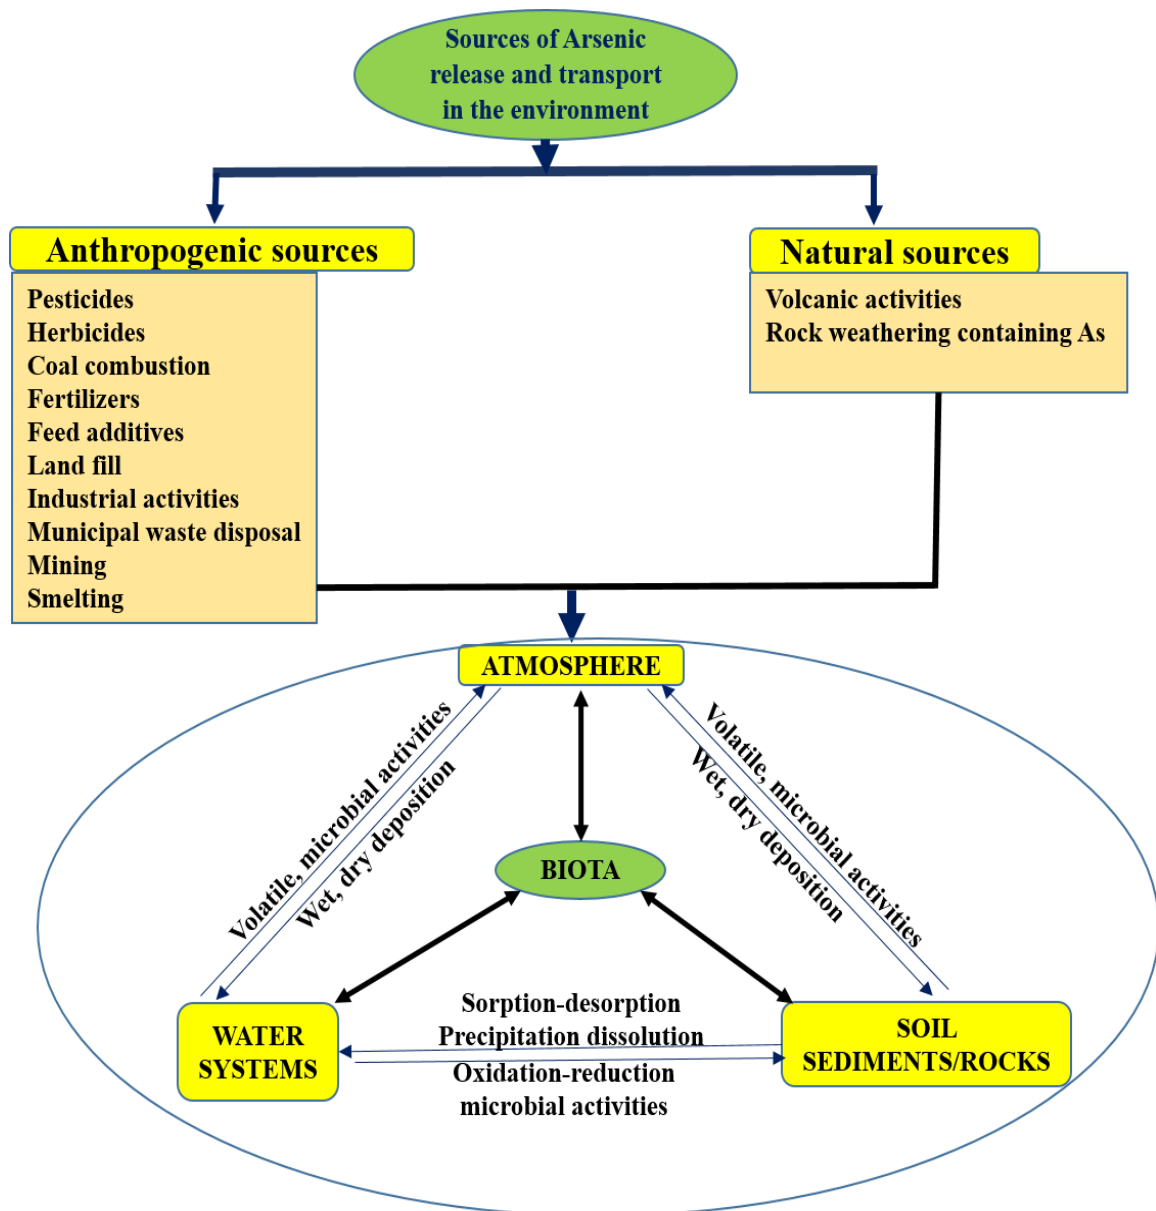 Sources of Arsenic
release and transport
in the environment
Anthropogenic sources
Pesticides
Herbicides
Coal combustion
Fertilizers
Feed additives
Land fill
Industrial activities
Municipal waste disposal
Mining
Smelting
Natural sources
Volcanic activities
Rock weathering containing As
ATMOSPHERE
Volatile, microbial activities
Wet, dry deposition
Volatile, microbial activities
Wet, dry deposition
BIOTA
WATER
SYSTEMS
Sorption-desorption
Precipitation dissolution
Oxidation-reduction
microbial activities
SOIL
SEDIMENTS/ROCKS